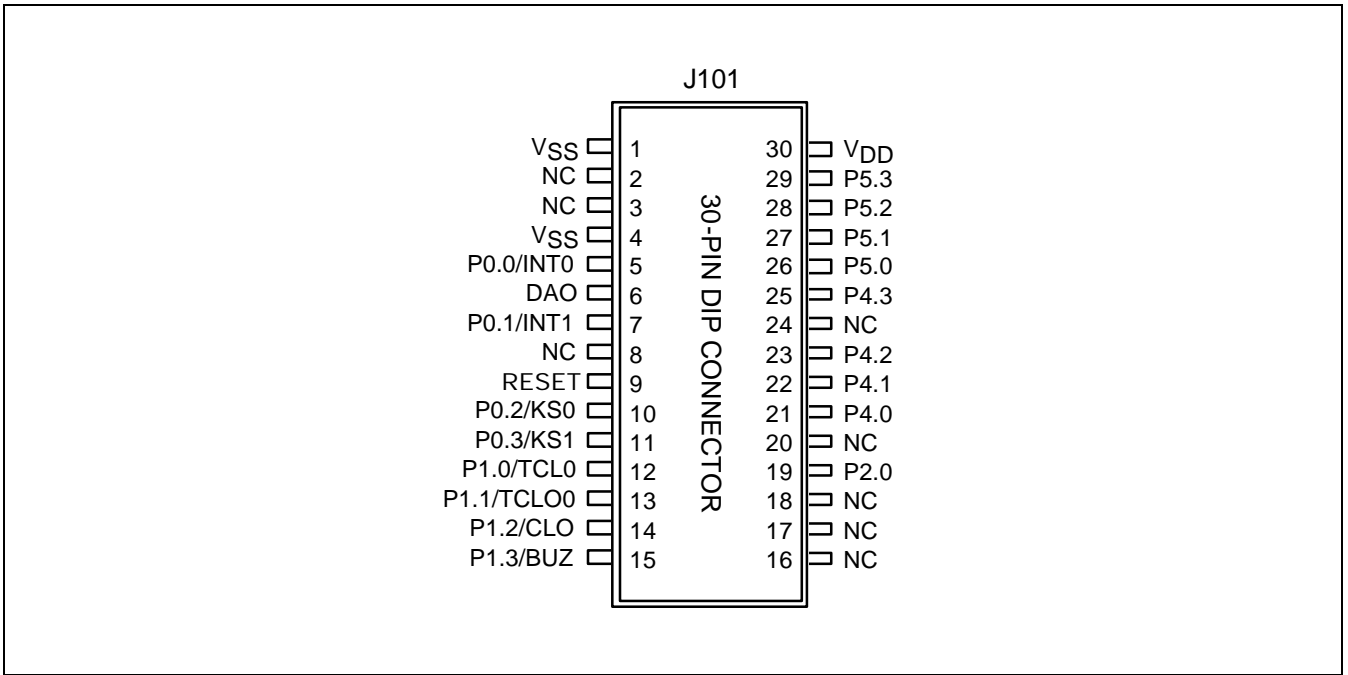 J101
VSS 1 30 VDD
NC 2 29 P5.3
NC 3 28 P5.2
VSS 4 27 P5.1
P0.0/INT0 5 26 P5.0
DAO 6 25 P4.3
P0.1/INT1 7 24 NC
NC 8 23 P4.2
RESET 9 22 P4.1
P0.2/KS0 10 21 P4.0
P0.3/KS1 11 20 NC
P1.0/TCL0 12 19 P2.0
P1.1/TCLO0 13 18 NC
P1.2/CLO 14 17 NC
P1.3/BUZ 15 16 NC
30-PIN DIP CONNECTOR